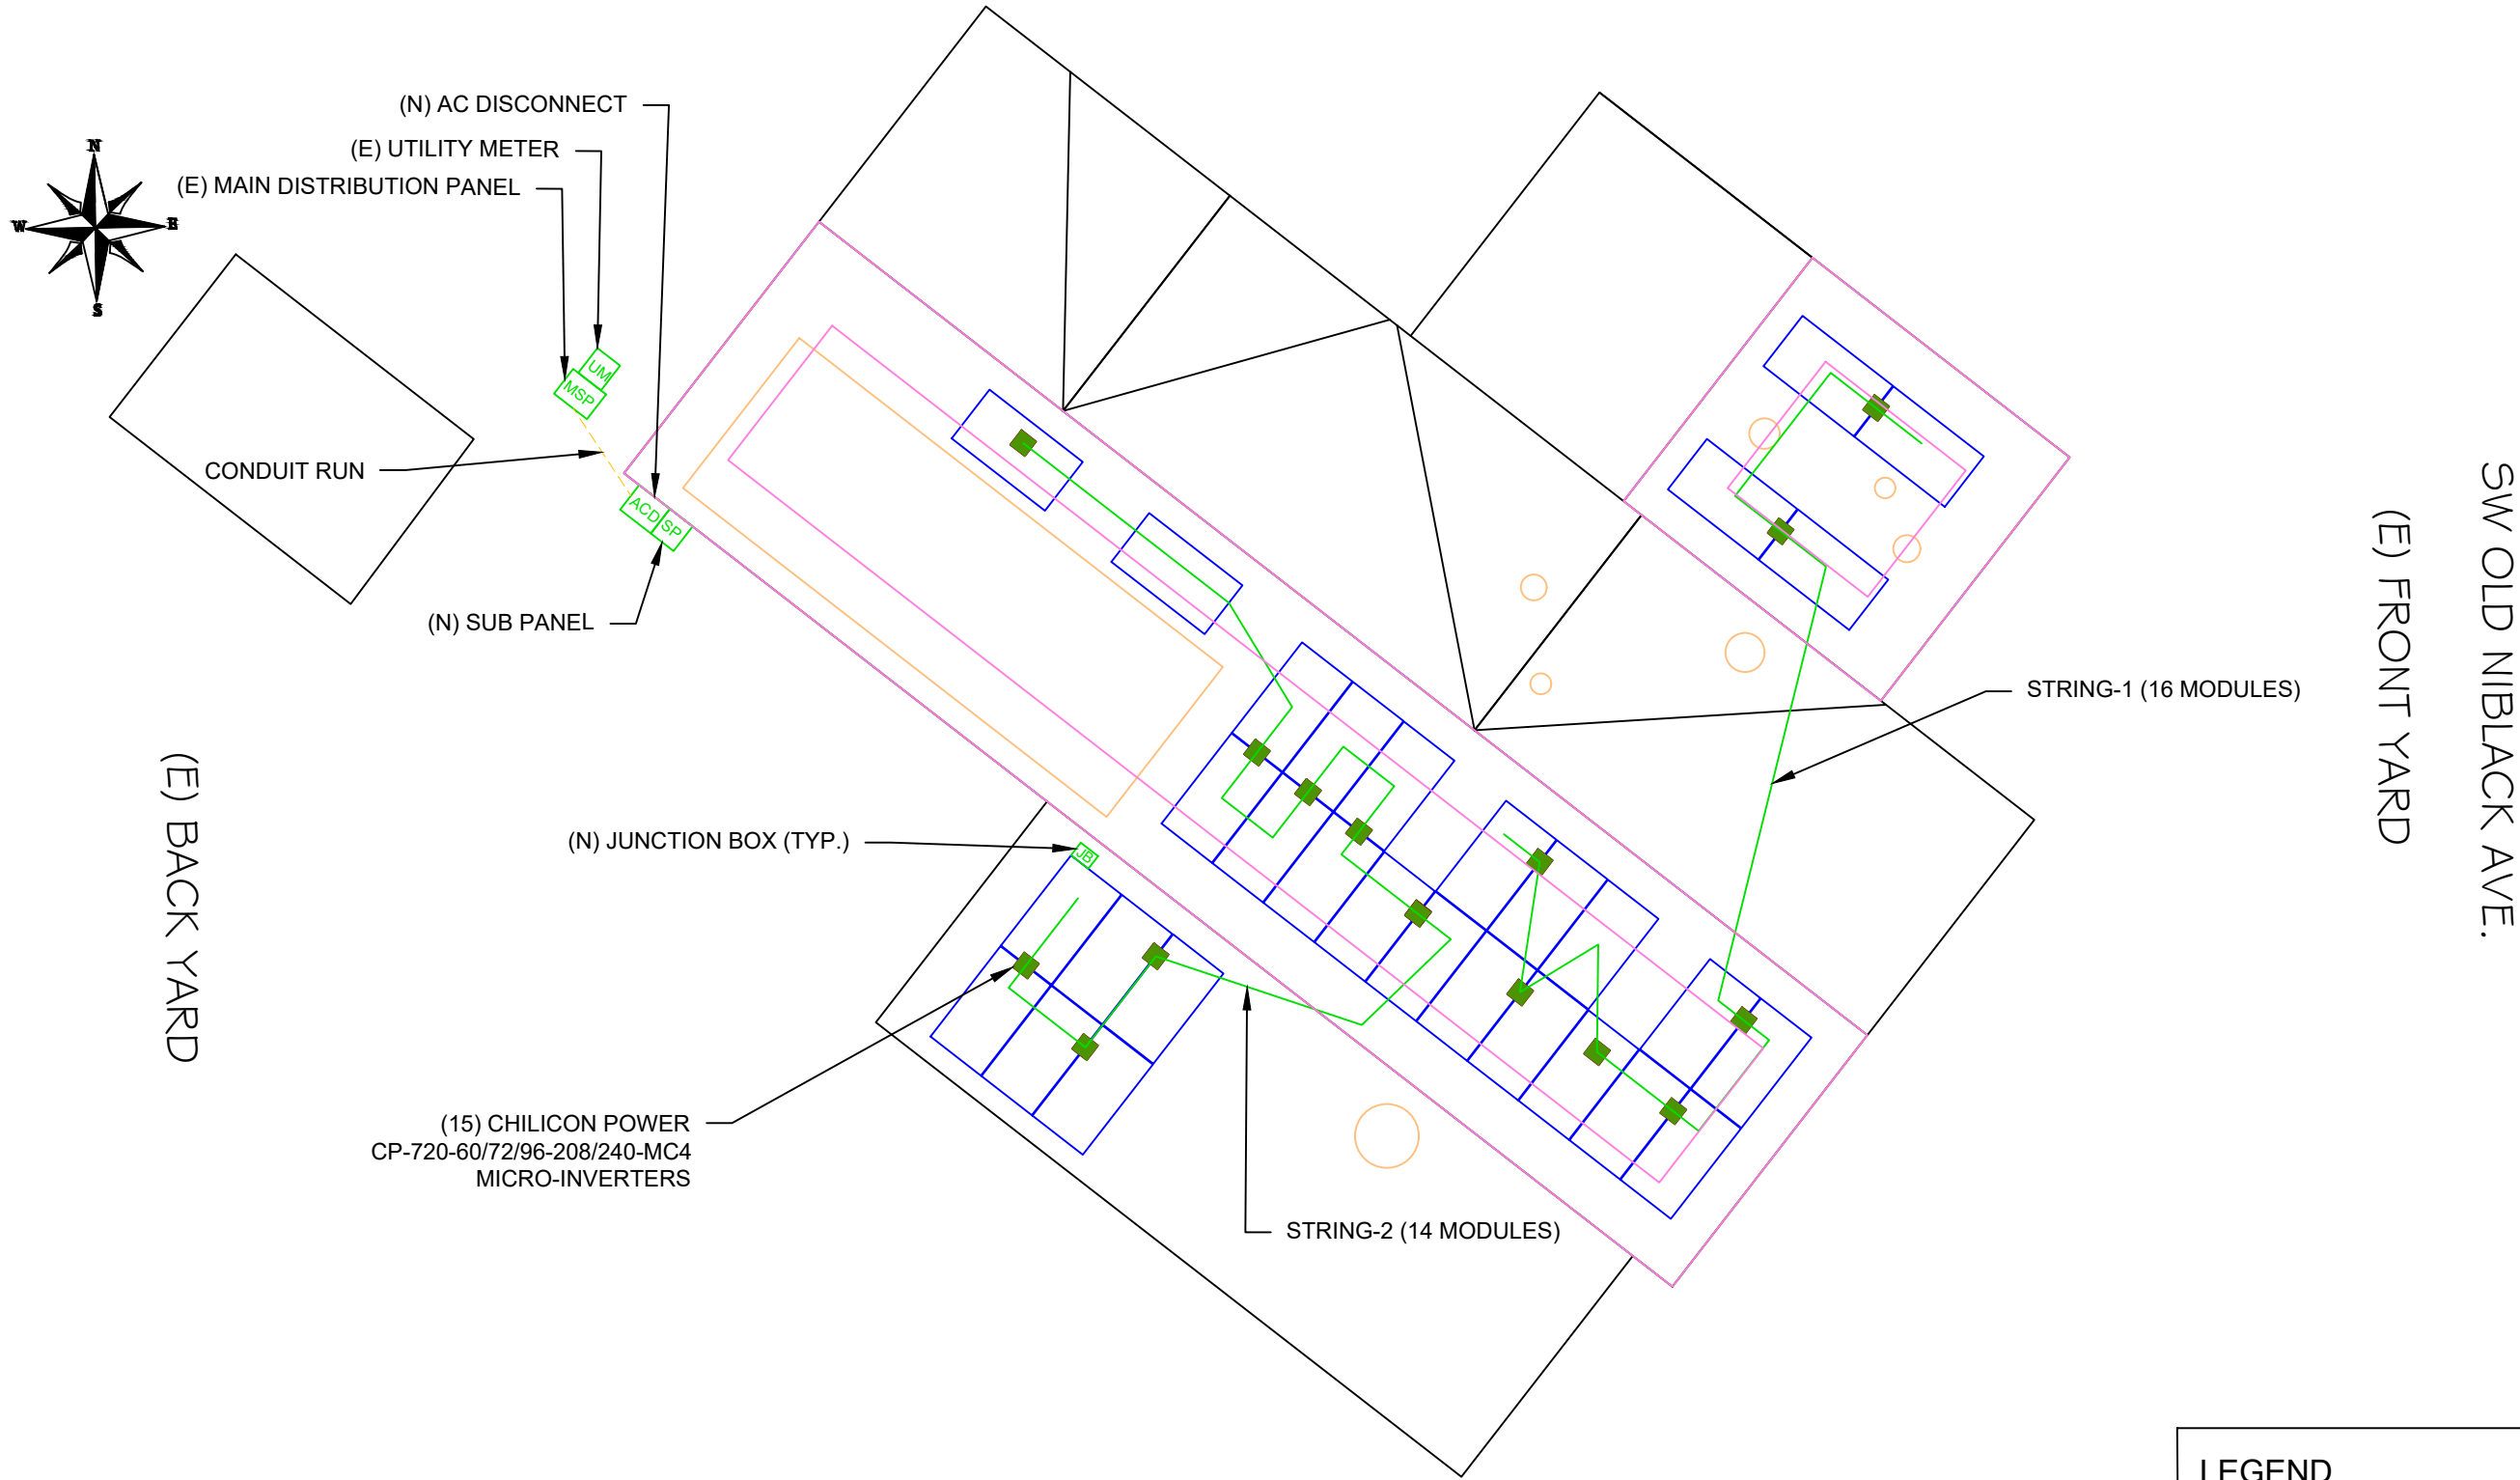 (N) AC DISCONNECT
(E) UTILITY METER
(E) MAIN DISTRIBUTION PANEL
N
W
E
S
UM
MSP
CONDUIT RUN
ACD
SP
(N) SUB PANEL
SW OLD NIBLACK AVE.
(E) FRONT YARD
STRING-1 (16 MODULES)
(E) BACK YARD
(N) JUNCTION BOX (TYP.)
JB
(15) CHILICON POWER
CP-720-60/72/96-208/240-MC4
MICRO-INVERTERS
STRING-2 (14 MODULES)
LEGEND